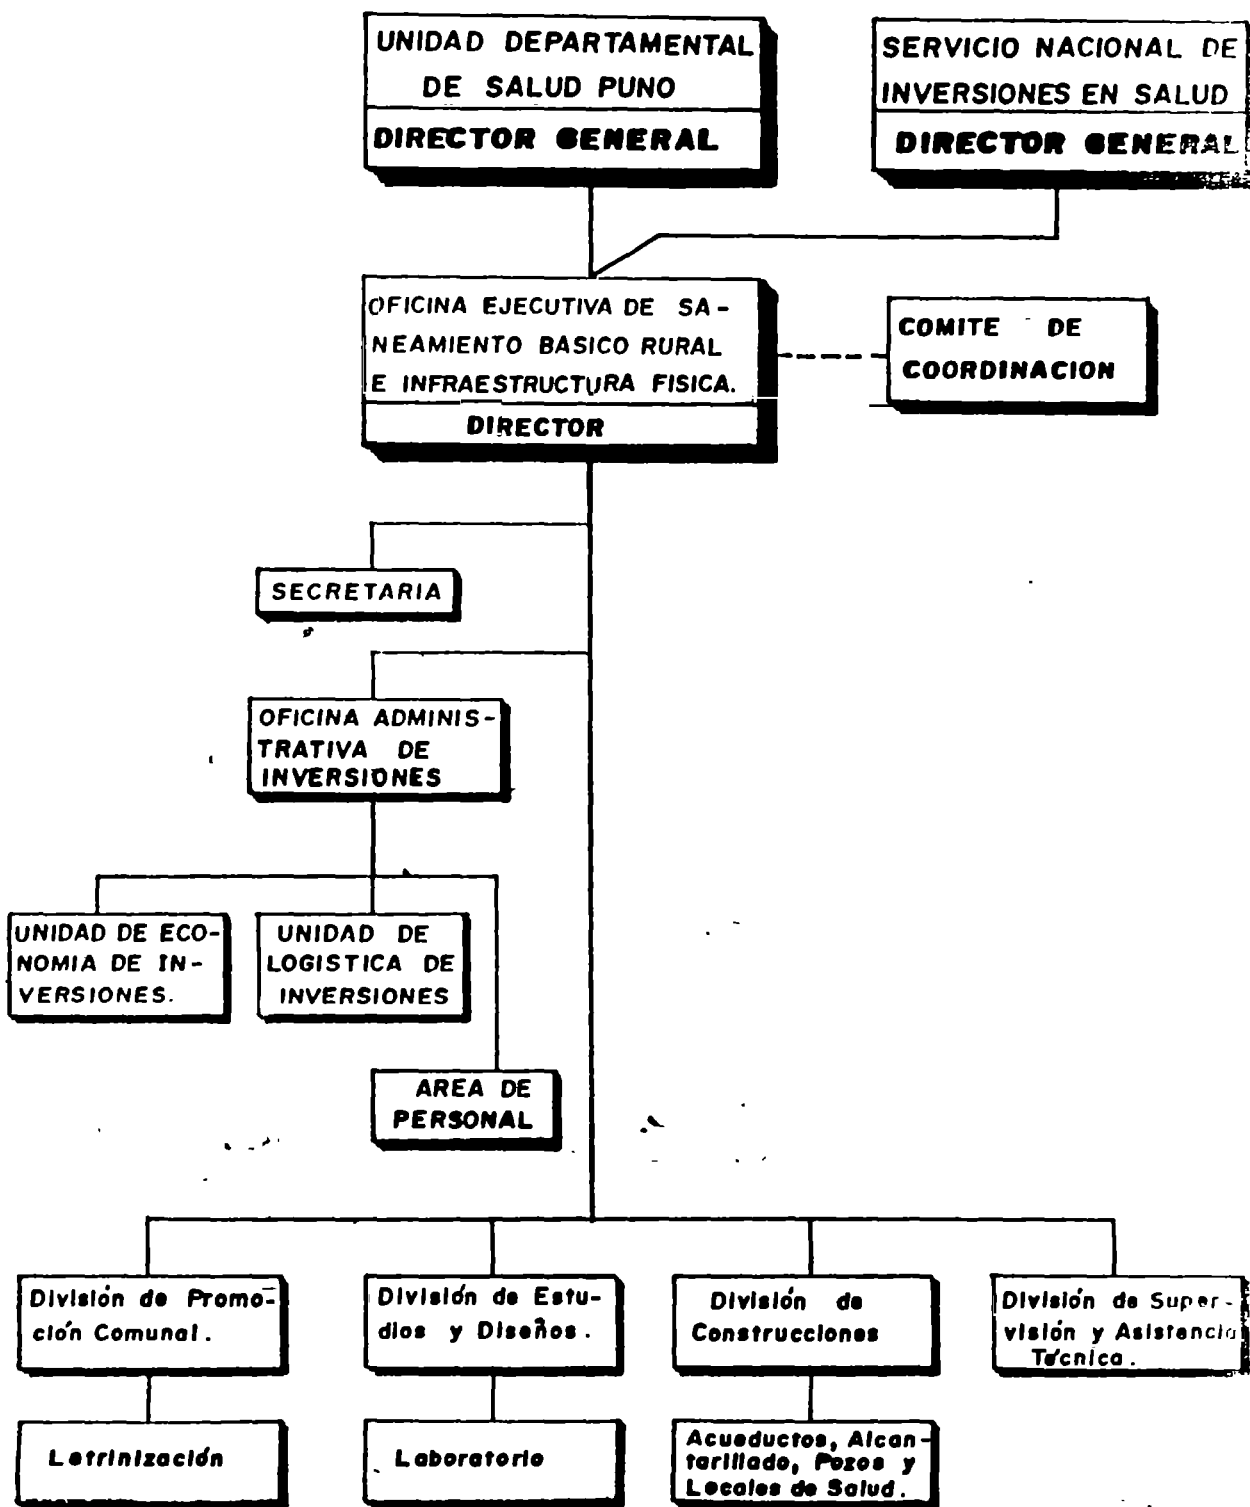 UNIDAD DEPARTAMENTAL
DE SALUD PUNO
DIRECTOR GENERAL
SERVICIO NACIONAL DE
INVERSIONES EN SALUD
DIRECTOR GENERAL
OFICINA EJECUTIVA DE SA-
NEAMIENTO BASICO RURAL
E INFRAESTRUCTURA FISICA.
DIRECTOR
COMITE DE
COORDINACION
SECRETARIA
OFICINA ADMINIS-
TRATIVA DE
INVERSIONES
UNIDAD DE ECO-
NOMIA DE IN-
VERSIONES.
UNIDAD DE
LOGISTICA DE
INVERSIONES
AREA DE
PERSONAL
División de Promo-
ción Comunal.
División de Estu-
dios y Diseños.
División de
Construcciones
División de Super-
visión y Asistencia
Técnica.
Letrinización
Laboratorio
Acueductos, Alcan-
tarillado, Pozos y
Locales de Salud.